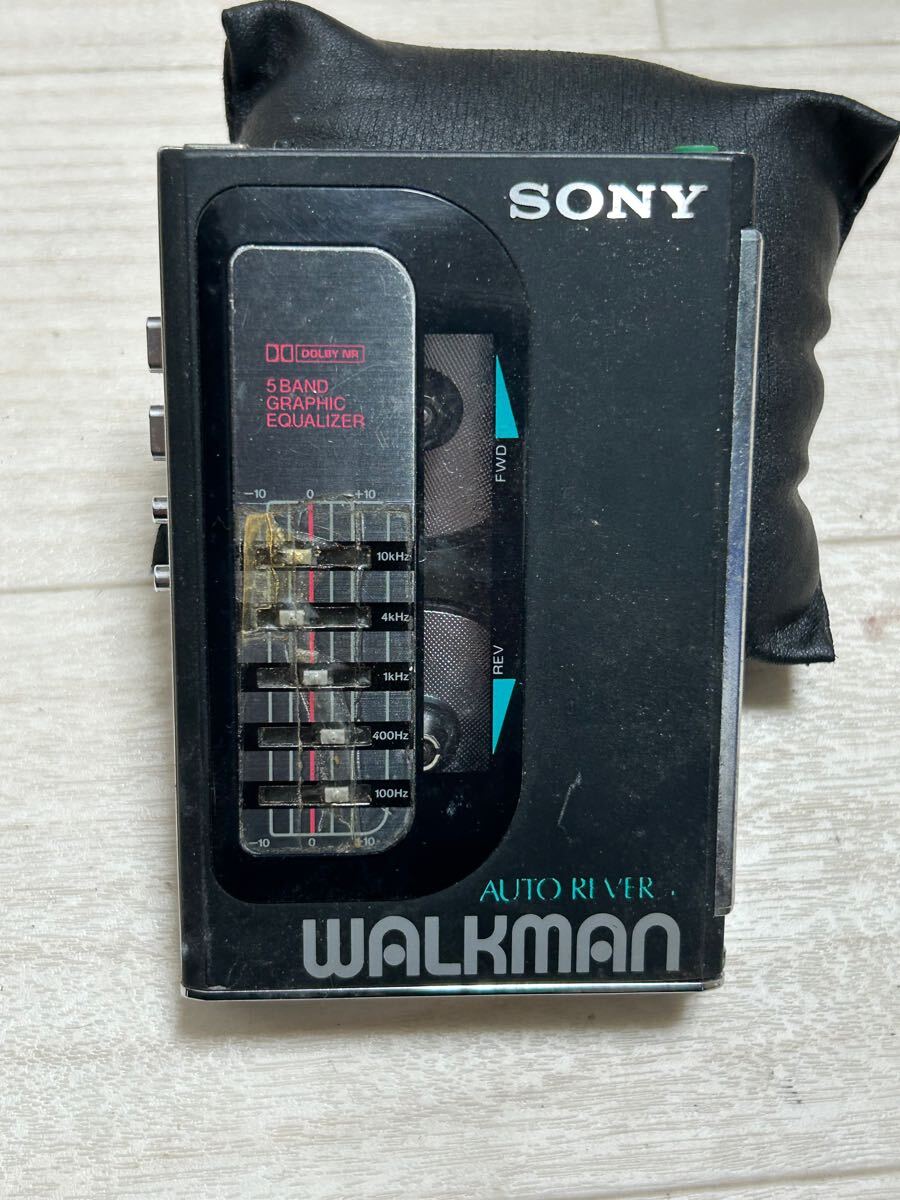 SONY
DOLBY NR
5 BAND
GRAPHIC
EQUALIZER
FWD
-10 0 +10
10kHz
4kHz
1kHz
REV
400Hz
100Hz
-10 0 +10
AUTO REVER
WALKMAN